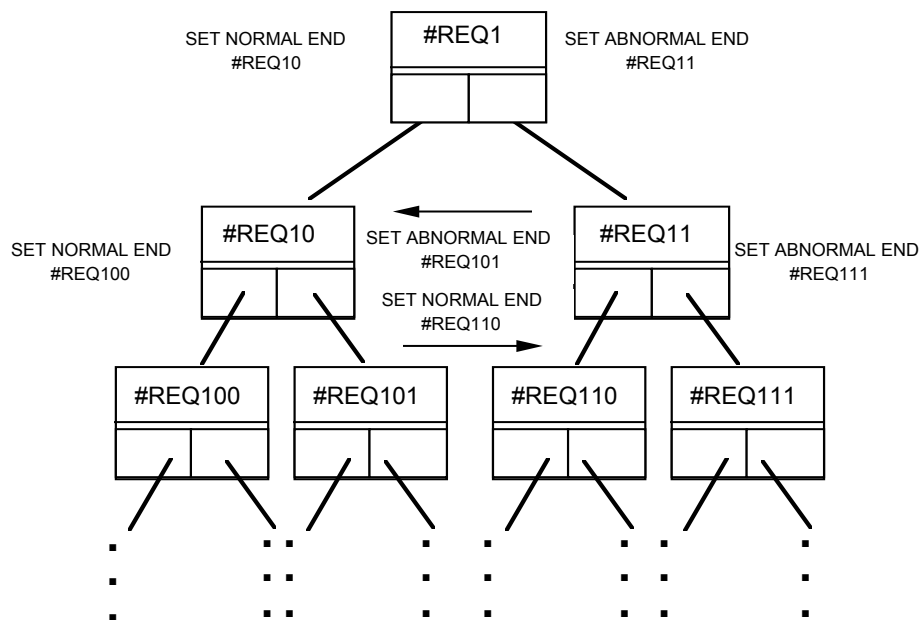 SET NORMAL END
#REQ10
#REQ1
SET ABNORMAL END
#REQ11
SET NORMAL END
#REQ100
#REQ10
SET ABNORMAL END
#REQ101
SET NORMAL END
#REQ110
#REQ11
SET ABNORMAL END
#REQ111
#REQ100
#REQ101
#REQ110
#REQ111